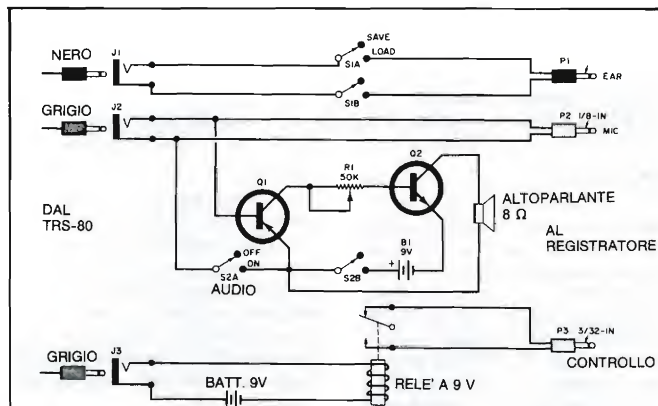 NERO
J1
SAVE
LOAD
S1A
S1B
P1
EAR
GRIGIO
J2
P2 1/8-IN
MIC
Q1
R1
50K
Q2
ALTOPARLANTE
8 Ω
DAL
TRS-80
AL
REGISTRATORE
OFF
ON
S2A
AUDIO
S2B
B1
9V
+
GRIGIO
J3
BATT. 9V
RELE' A 9 V
P3 3/32-IN
CONTROLLO